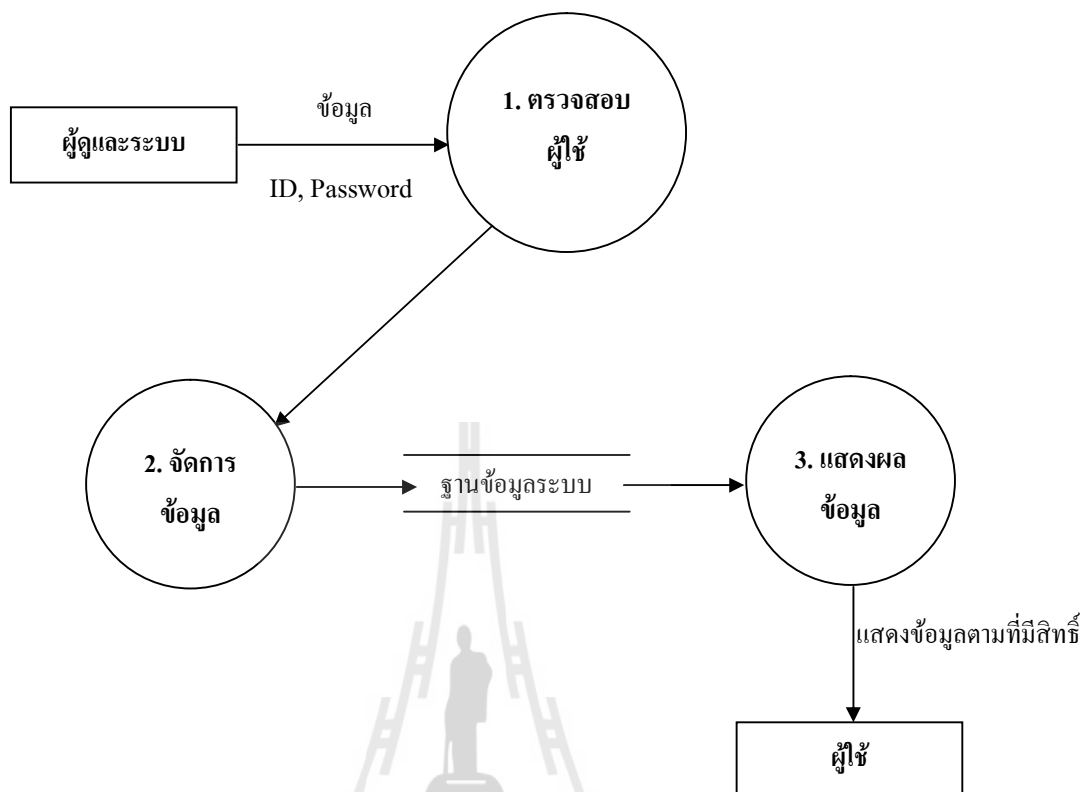 ข้อมูล
1. ตรวจสอบ
ผู้ใช้
ผู้ดูและระบบ
ID, Password
2. จัดการ
ข้อมูล
ฐานข้อมูลระบบ
3. แสดงผล
ข้อมูล
แสดงข้อมูลตามที่มีสิทธิ์
ผู้ใช้